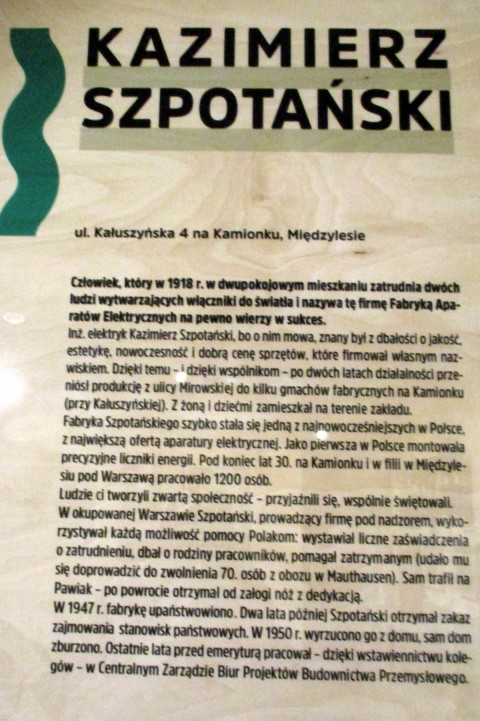 KAZIMIERZ
SZPOTAŃSKI
ul. Kałuszyńska 4 na Kamionku, Międzylesie
Człowiek, który w 1918 r. w dwupokojowym mieszkaniu zatrudnia dwóch
ludzi wytwarzających włączniki do światła i nazywa tę firmę Fabryką Apa-
ratów Elektrycznych na pewno wierzy w sukces.
Inż. elektryk Kazimierz Szpotański, bo o nim mowa, znany był z dbałości o jakość,
estetykę, nowoczesność i dobrą cenę sprzętów, które firmował własnym naz-
wiskiem. Dzięki temu – i dzięki wspólnikom – po dwóch latach działalności prze-
niósł produkcję z ulicy Mirowskiej do kilku gmachów fabrycznych na Kamionku
(przy Kałuszyńskiej). Z żoną i dziećmi zamieszkał na terenie zakładu.
Fabryka Szpotańskiego szybko stała się jedną z najnowocześniejszych w Polsce,
z największą ofertą aparatury elektrycznej. Jako pierwsza w Polsce montowała
precyzyjne liczniki energii. Pod koniec lat 30. na Kamionku i w filii w Międzyle-
siu pod Warszawą pracowało 1200 osób.
Ludzie ci tworzyli zwartą społeczność – przyjaźnili się, wspólnie świętowali.
W okupowanej Warszawie Szpotański, prowadzący firmę pod nadzorem, wyko-
rzystywał każdą możliwość pomocy Polakom: wystawiał liczne zaświadczenia
o zatrudnieniu, dbał o rodziny pracowników, pomagał zatrzymanym (udało mu
się doprowadzić do zwolnienia 70. osób z obozu w Mauthausen). Sam trafił na
Pawiak – po powrocie otrzymał od załogi nóż z dedykacją.
W 1947 r. fabrykę upaństwowiono. Dwa lata później Szpotański otrzymał zakaz
zajmowania stanowisk państwowych. W 1950 r. wyrzucono go z domu, sam dom
zburzono. Ostatnie lata przed emeryturą pracował – dzięki wstawiennictwu kole-
gów – w Centralnym Zarządzie Biur Projektów Budownictwa Przemysłowego.